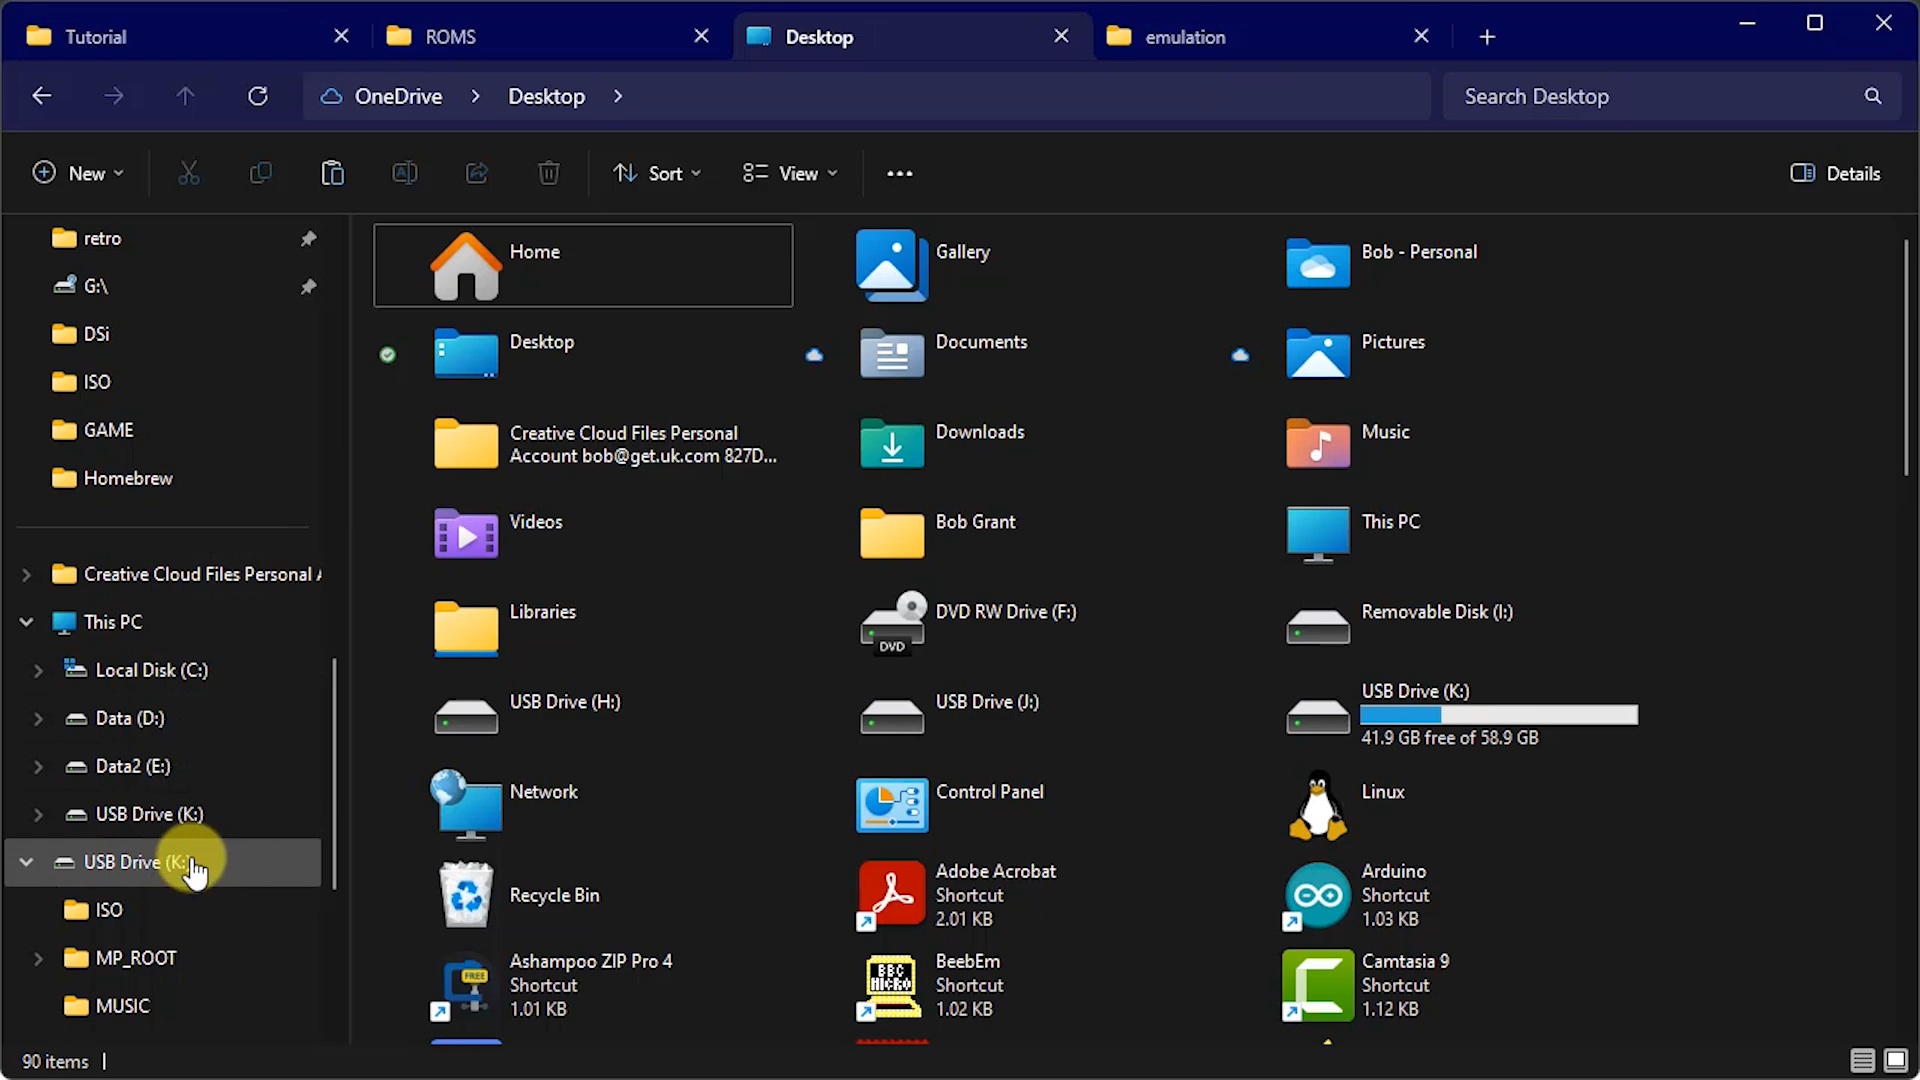 Tutorial
ROMS
Desktop
emulation
OneDrive
Desktop
Search Desktop
New
Sort
View
Details
retro
G:\
DSi
ISO
GAME
Homebrew
Creative Cloud Files Personal
This PC
Local Disk (C:)
Data (D:)
Data2 (E:)
USB Drive (K:)
USB Drive (K:)
ISO
MP_ROOT
MUSIC
Home
Gallery
Bob - Personal
Desktop
Documents
Pictures
Creative Cloud Files Personal
Account bob@get.uk.com 827D...
Downloads
Music
Videos
Bob Grant
This PC
Libraries
DVD
DVD RW Drive (F:)
Removable Disk (I:)
USB Drive (H:)
USB Drive (J:)
USB Drive (K:)
41.9 GB free of 58.9 GB
Network
Control Panel
Linux
Recycle Bin
Adobe Acrobat
Shortcut
2.01 KB
Arduino
Shortcut
1.03 KB
FREE
Ashampoo ZIP Pro 4
Shortcut
1.01 KB
BBC
MICRO
BeebEm
Shortcut
1.02 KB
Camtasia 9
Shortcut
1.12 KB
90 items